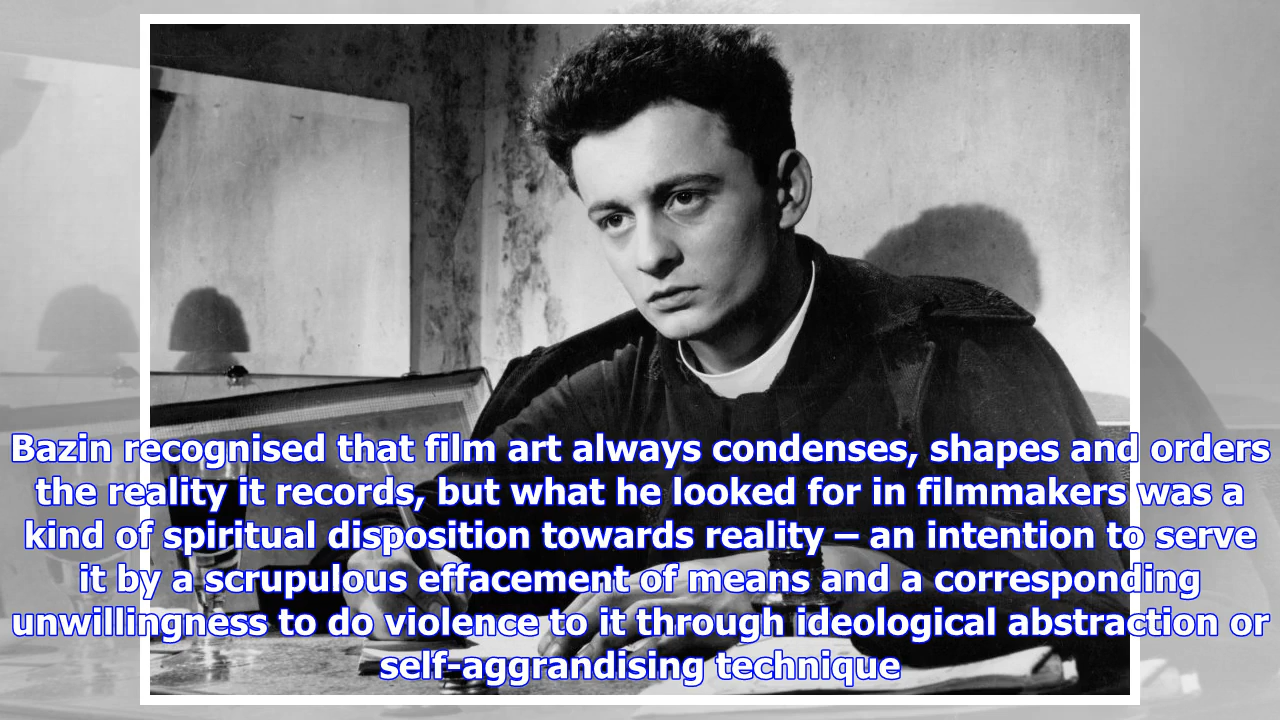 Bazin recognised that film art always condenses, shapes and orders
the reality it records, but what he looked for in filmmakers was a
kind of spiritual disposition towards reality – an intention to serve
it by a scrupulous effacement of means and a corresponding
unwillingness to do violence to it through ideological abstraction or
self-aggrandising technique